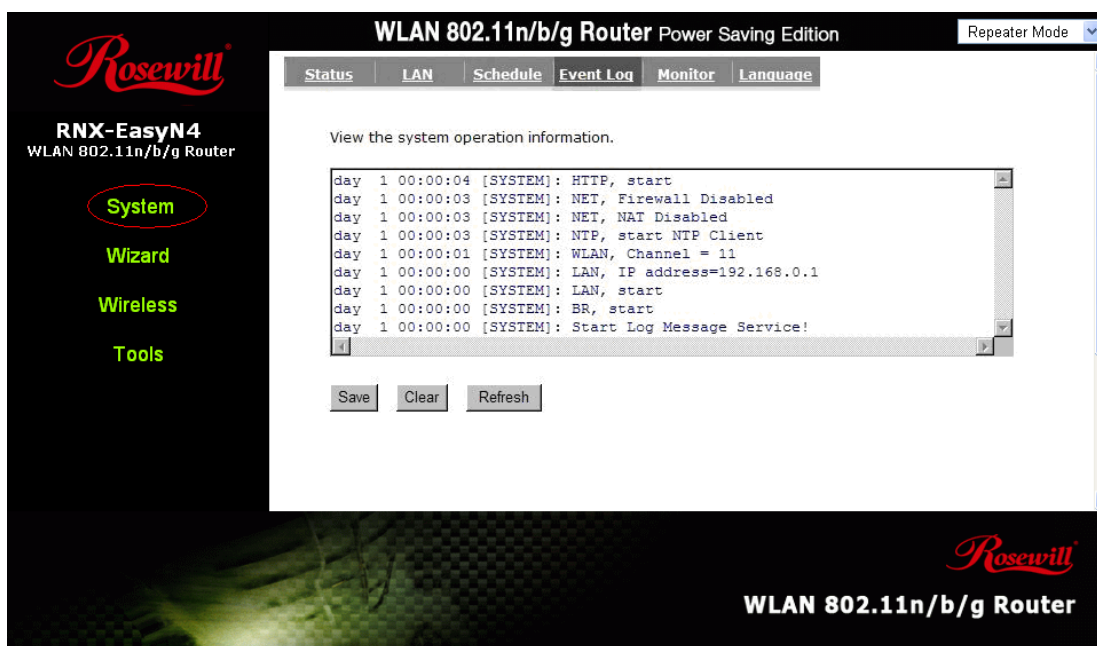 WLAN 802.11n/b/g Router Power Saving Edition
Repeater Mode
Rosewill
Status LAN Schedule Event Log Monitor Language
RNX-EasyN4
WLAN 802.11n/b/g Router
System
Wizard
Wireless
Tools
View the system operation information.
day 1 00:00:04 [SYSTEM]: HTTP, start
day 1 00:00:03 [SYSTEM]: NET, Firewall Disabled
day 1 00:00:03 [SYSTEM]: NET, NAT Disabled
day 1 00:00:03 [SYSTEM]: NTP, start NTP Client
day 1 00:00:01 [SYSTEM]: WLAN, Channel = 11
day 1 00:00:00 [SYSTEM]: LAN, IP address=192.168.0.1
day 1 00:00:00 [SYSTEM]: LAN, start
day 1 00:00:00 [SYSTEM]: BR, start
day 1 00:00:00 [SYSTEM]: Start Log Message Service!
Save Clear Refresh
Rosewill
WLAN 802.11n/b/g Router